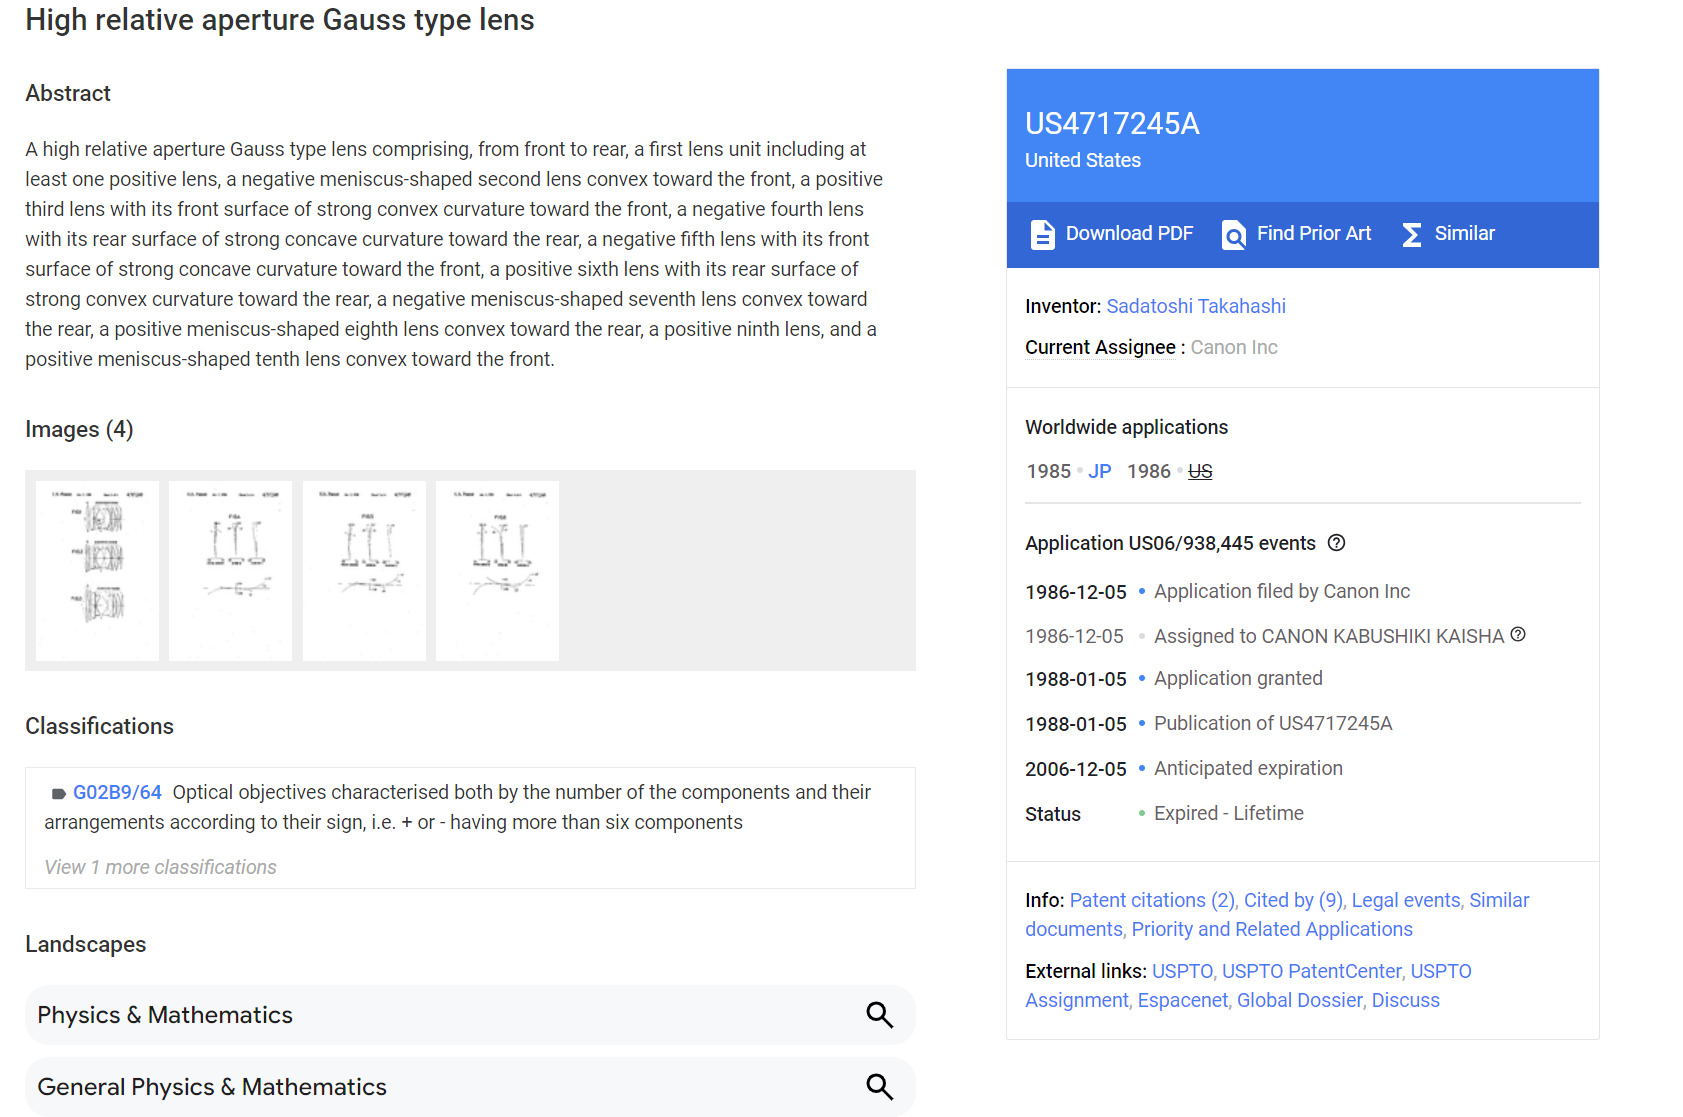 High relative aperture Gauss type lens
Abstract
A high relative aperture Gauss type lens comprising, from front to rear, a first lens unit including at
least one positive lens, a negative meniscus-shaped second lens convex toward the front, a positive
third lens with its front surface of strong convex curvature toward the front, a negative fourth lens
with its rear surface of strong concave curvature toward the rear, a negative fifth lens with its front
surface of strong concave curvature toward the front, a positive sixth lens with its rear surface of
strong convex curvature toward the rear, a negative meniscus-shaped seventh lens convex toward
the rear, a positive meniscus-shaped eighth lens convex toward the rear, a positive ninth lens, and a
positive meniscus-shaped tenth lens convex toward the front.
Images (4)
Classifications
G02B9/64 Optical objectives characterised both by the number of the components and their
arrangements according to their sign, i.e. + or - having more than six components
View 1 more classifications
Landscapes
Physics & Mathematics
General Physics & Mathematics
US4717245A
United States
Download PDF Find Prior Art Similar
Inventor: Sadatoshi Takahashi
Current Assignee : Canon Inc
Worldwide applications
1985 • JP 1986 • US
Application US06/938,445 events
1986-12-05 • Application filed by Canon Inc
1986-12-05 • Assigned to CANON KABUSHIKI KAISHA
1988-01-05 • Application granted
1988-01-05 • Publication of US4717245A
2006-12-05 • Anticipated expiration
Status • Expired - Lifetime
Info: Patent citations (2), Cited by (9), Legal events, Similar
documents, Priority and Related Applications
External links: USPTO, USPTO PatentCenter, USPTO
Assignment, Espacenet, Global Dossier, Discuss